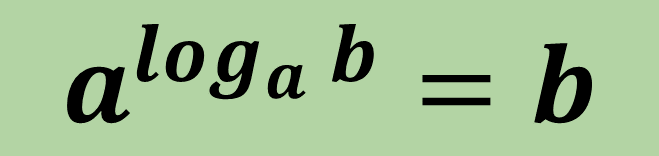 a^{log_a b} = b